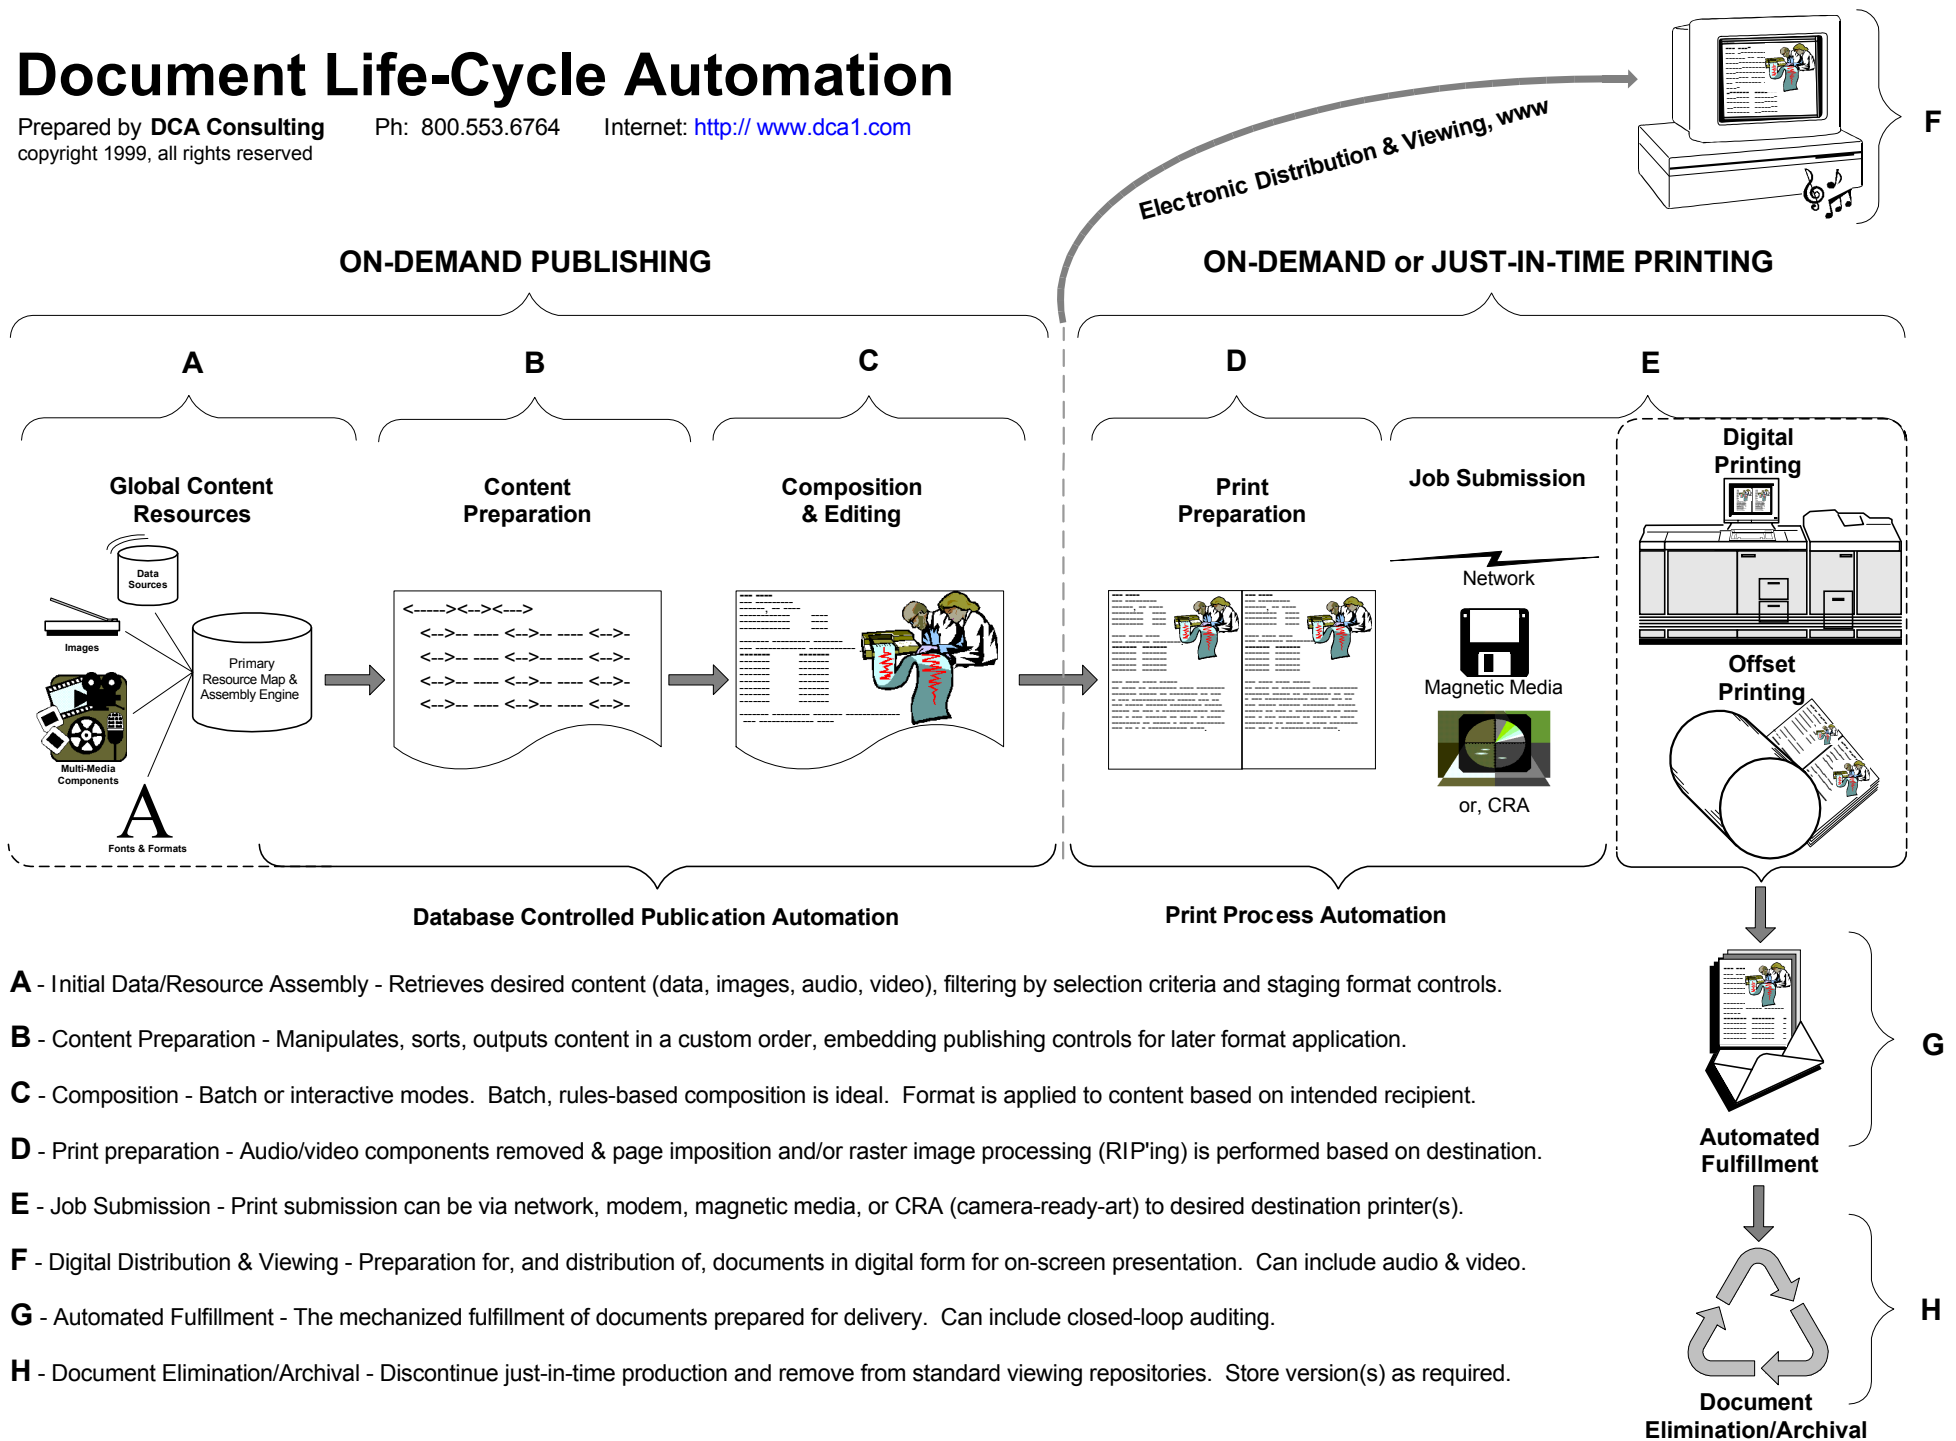 Document Life-Cycle Automation
Prepared by DCA Consulting Ph: 800.553.6764 Internet: http:// www.dca1.com
copyright 1999, all rights reserved
Electronic Distribution & Viewing, www
F
ON-DEMAND PUBLISHING
ON-DEMAND or JUST-IN-TIME PRINTING
A
B
C
D
E
Global Content
Resources
Content
Preparation
Composition
& Editing
Print
Preparation
Job Submission
Digital
Printing
Data
Sources
Images
Multi-Media
Components
A
Fonts & Formats
Primary
Resource Map &
Assembly Engine
<-----><--><--->
<-->-- ---- <-->-- ---- <-->-
<-->-- ---- <-->-- ---- <-->-
<-->-- ---- <-->-- ---- <-->-
<-->-- ---- <-->-- ---- <-->-
Network
Magnetic Media
or, CRA
Offset
Printing
Database Controlled Publication Automation
Print Process Automation
A - Initial Data/Resource Assembly - Retrieves desired content (data, images, audio, video), filtering by selection criteria and staging format controls.
B - Content Preparation - Manipulates, sorts, outputs content in a custom order, embedding publishing controls for later format application.
C - Composition - Batch or interactive modes. Batch, rules-based composition is ideal. Format is applied to content based on intended recipient.
D - Print preparation - Audio/video components removed & page imposition and/or raster image processing (RIP'ing) is performed based on destination.
E - Job Submission - Print submission can be via network, modem, magnetic media, or CRA (camera-ready-art) to desired destination printer(s).
F - Digital Distribution & Viewing - Preparation for, and distribution of, documents in digital form for on-screen presentation. Can include audio & video.
G - Automated Fulfillment - The mechanized fulfillment of documents prepared for delivery. Can include closed-loop auditing.
H - Document Elimination/Archival - Discontinue just-in-time production and remove from standard viewing repositories. Store version(s) as required.
G
Automated
Fulfillment
H
Document
Elimination/Archival